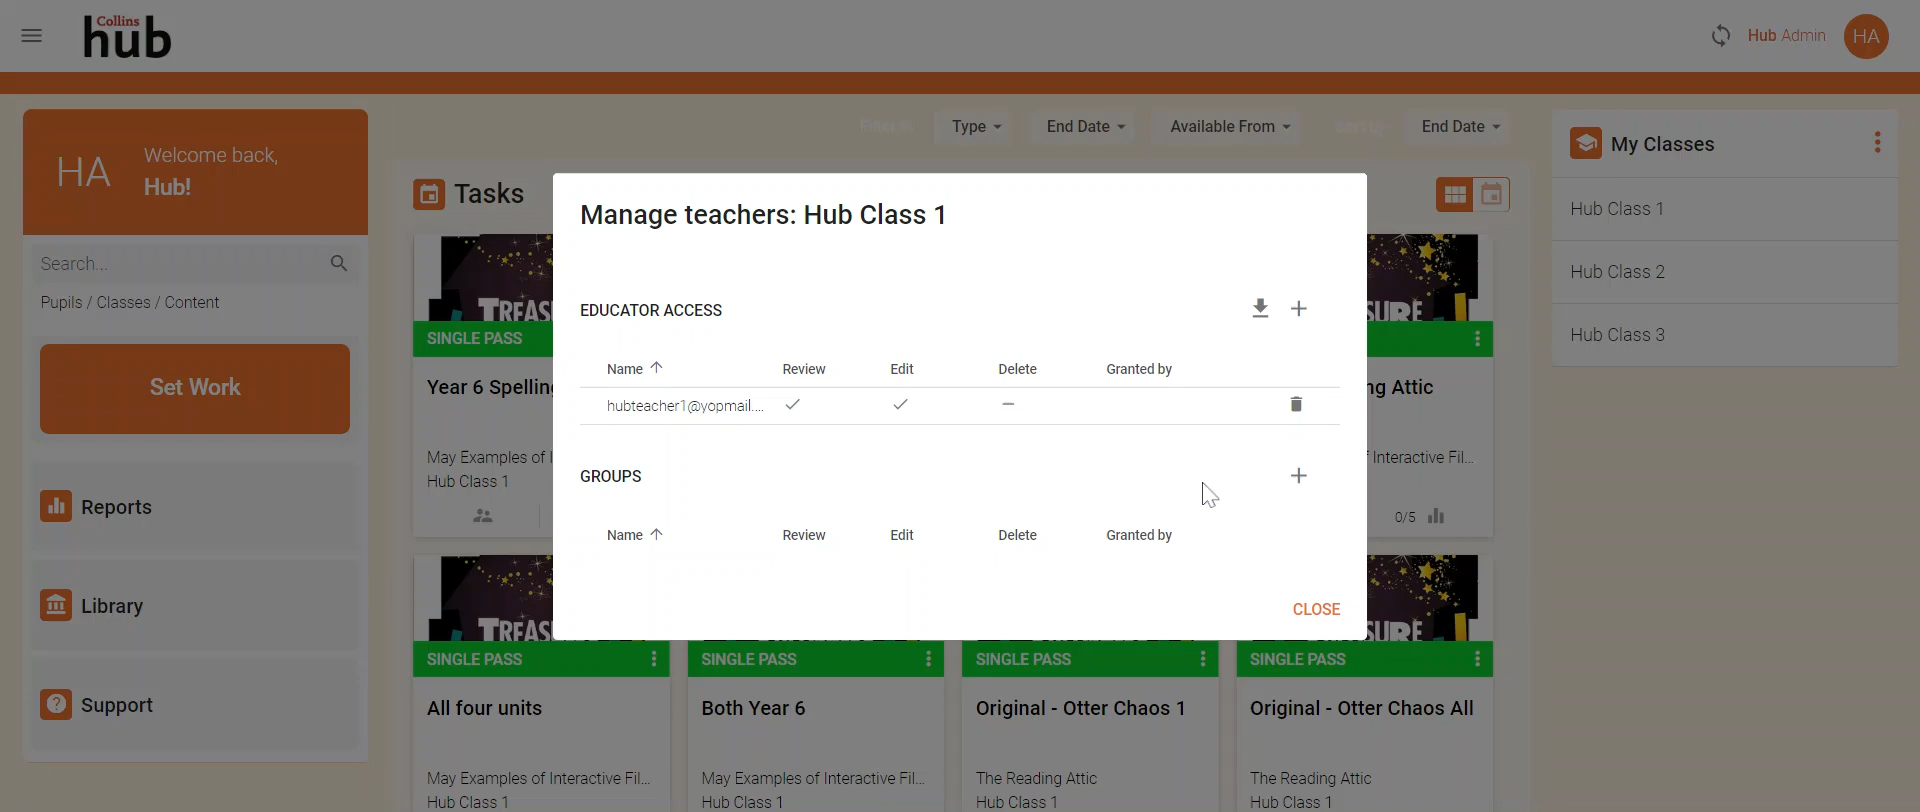 Collins
hub
Hub Admin
HA
HA
Welcome back,
Hub!
Search...
Pupils / Classes / Content
Set Work
Reports
Library
Support
Type
End Date
Available From
End Date
Tasks
My Classes
Hub Class 1
Hub Class 2
Hub Class 3
SINGLE PASS
Year 6 Spelling
May Examples of I
Hub Class 1
ng Attic
f Interactive Fil...
0/5
Manage teachers: Hub Class 1
EDUCATOR ACCESS
Name Review Edit Delete Granted by
hubteacher1@yopmail....
GROUPS
Name Review Edit Delete Granted by
CLOSE
SINGLE PASS
All four units
May Examples of Interactive Fil...
Hub Class 1
SINGLE PASS
Both Year 6
May Examples of Interactive Fil...
Hub Class 1
SINGLE PASS
Original - Otter Chaos 1
The Reading Attic
Hub Class 1
SINGLE PASS
Original - Otter Chaos All
The Reading Attic
Hub Class 1